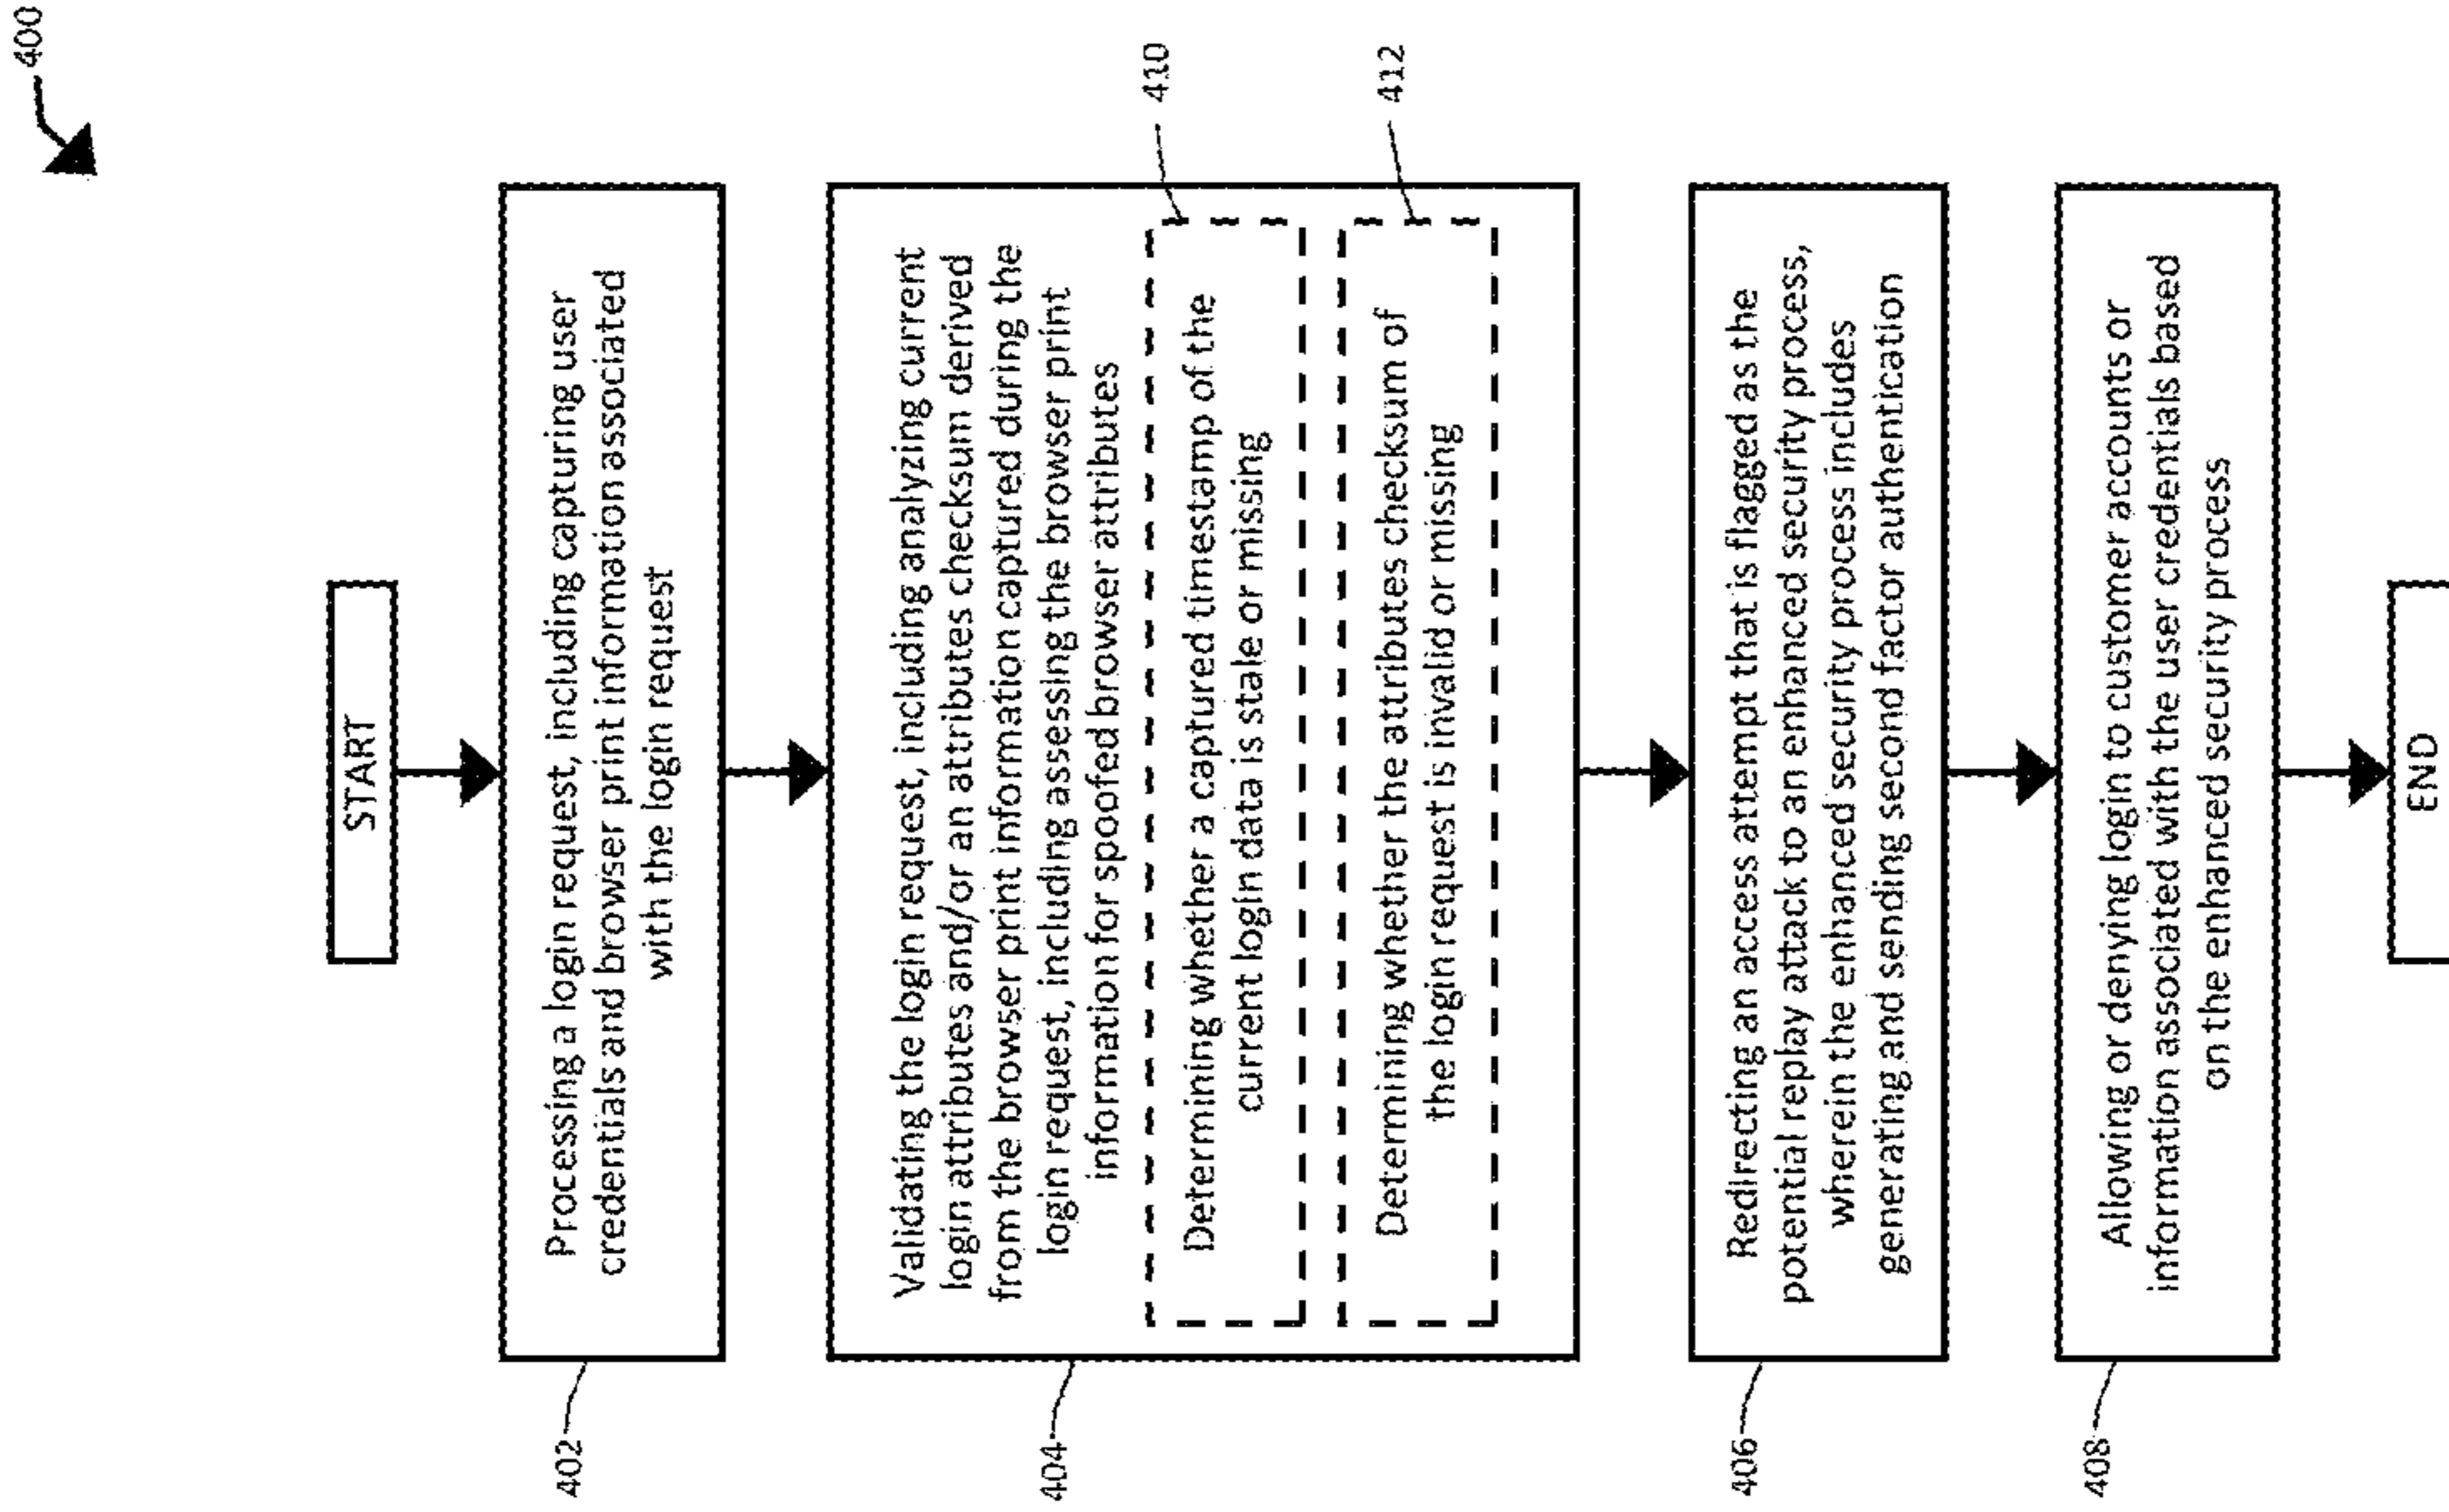 400
START
402
Processing a login request, including capturing user
credentials and browser print information associated
with the login request
404
Validating the login request, including analyzing current
login attributes and/or an attributes checksum derived
from the browser print information captured during the
login request, including assessing the browser print
information for spoofed browser attributes
410
Determining whether a captured timestamp of the
current login data is stale or missing
412
Determining whether the attributes checksum of
the login request is invalid or missing
406
Redirecting an access attempt that is flagged as the
potential replay attack to an enhanced security process,
wherein the enhanced security process includes
generating and sending second factor authentication
408
Allowing or denying login to customer accounts or
information associated with the user credentials based
on the enhanced security process
END